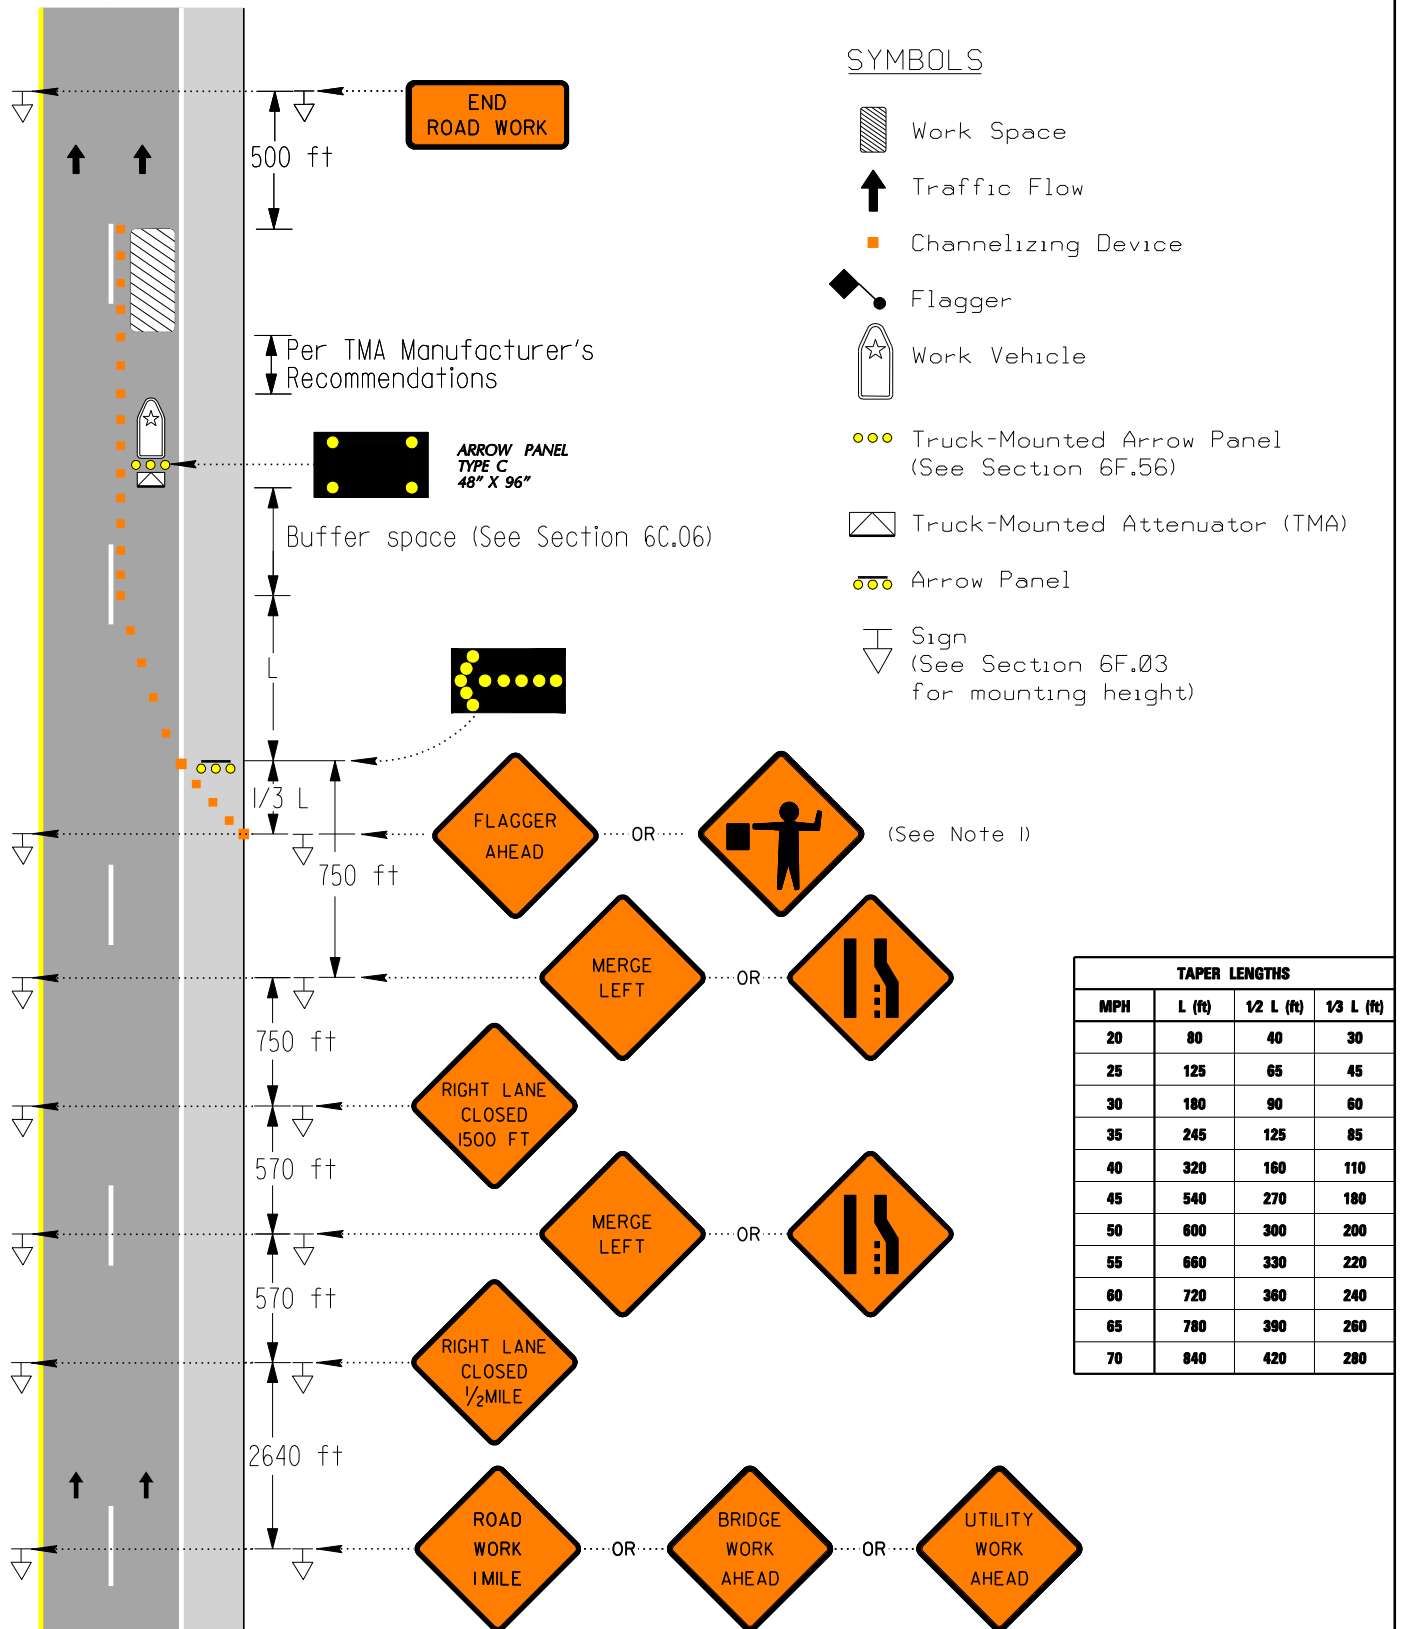 END
ROAD WORK
500 ft
Per TMA Manufacturer's
Recommendations
ARROW PANEL
TYPE C
48" X 96"
Buffer space (See Section 6C.06)
L
1/3 L
FLAGGER
AHEAD
OR
(See Note 1)
750 ft
MERGE
LEFT
OR
750 ft
RIGHT LANE
CLOSED
1500 FT
570 ft
MERGE
LEFT
OR
570 ft
RIGHT LANE
CLOSED
1/2 MILE
2640 ft
ROAD
WORK
1 MILE
OR
BRIDGE
WORK
AHEAD
OR
UTILITY
WORK
AHEAD
SYMBOLS
Work Space
Traffic Flow
Channelizing Device
Flagger
Work Vehicle
Truck-Mounted Arrow Panel
(See Section 6F.56)
Truck-Mounted Attenuator (TMA)
Arrow Panel
Sign
(See Section 6F.03
for mounting height)
TAPER LENGTHS
MPH L (ft) 1/2 L (ft) 1/3 L (ft)
20 80 40 30
25 125 65 45
30 180 90 60
35 245 125 85
40 320 160 110
45 540 270 180
50 600 300 200
55 660 330 220
60 720 360 240
65 780 390 260
70 840 420 280